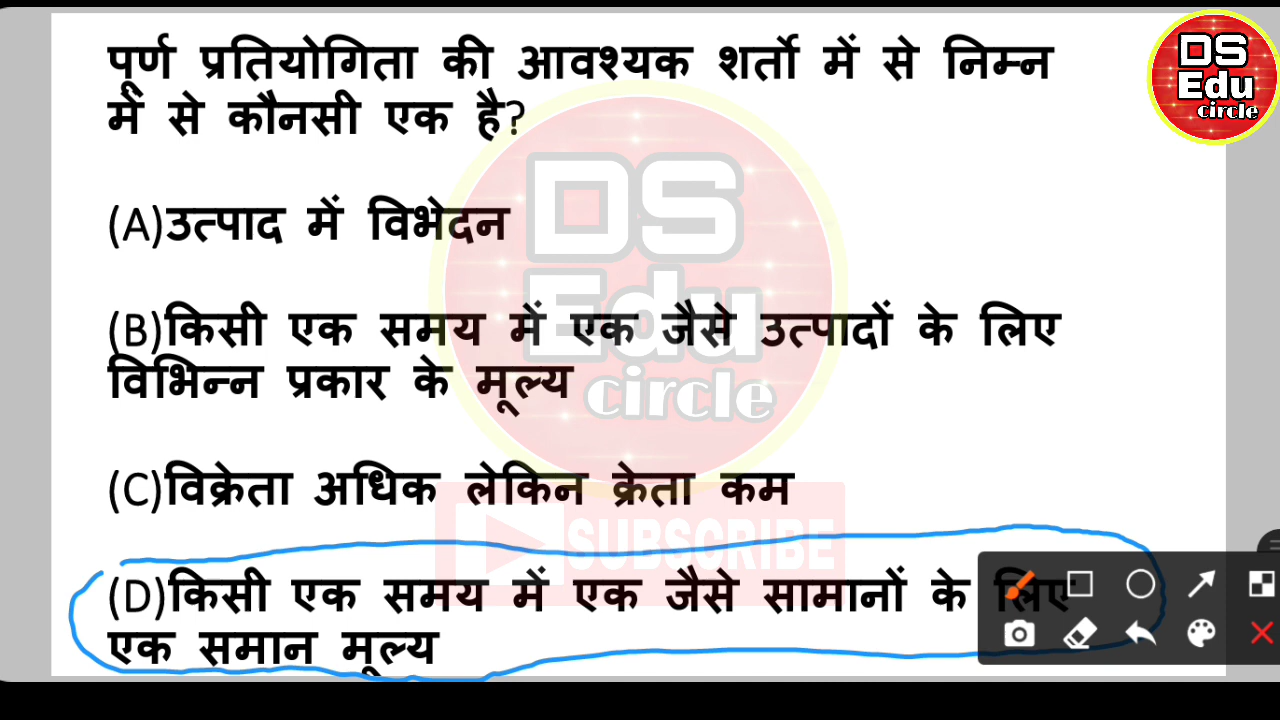 पूर्ण प्रतियोगिता की आवश्यक शर्तो में से निम्न
में से कौनसी एक है?
(A)उत्पाद में विभेदन
(B)किसी एक समय में एक जैसे उत्पादों के लिए
विभिन्न प्रकार के मूल्य
(C)विक्रेता अधिक लेकिन क्रेता कम
(D)किसी एक समय में एक जैसे सामानों के लिए
एक समान मूल्य
DS
Edu
circle
DS
Edu
circle
SUBSCRIBE